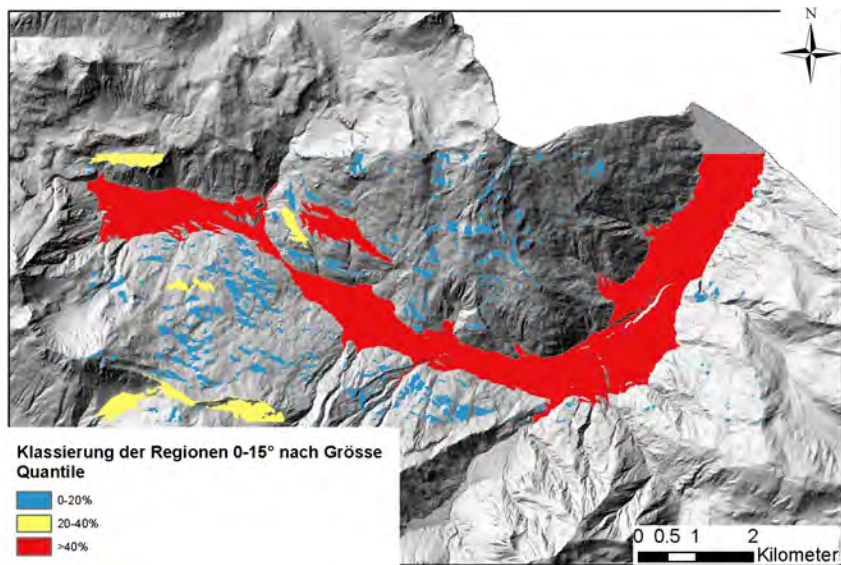 N
Klassierung der Regionen 0-15° nach Grösse
Quantile
0-20%
20-40%
>40%
0 0.5 1 2
Kilometer